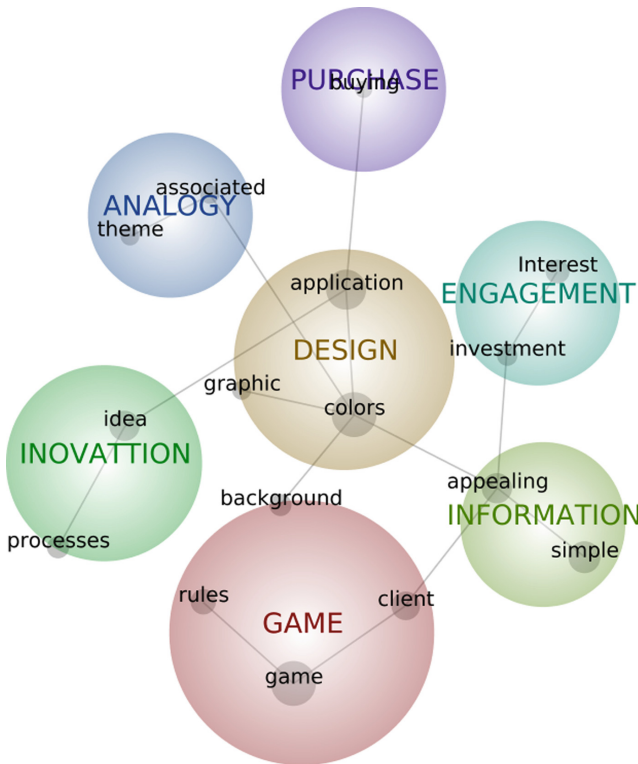 PURCHASE
buying
associated
ANALOGY
theme
Interest
application
ENGAGEMENT
DESIGN
investment
graphic
colors
idea
INOVATTION
appealing
background
INFORMATION
processes
simple
rules
client
GAME
game